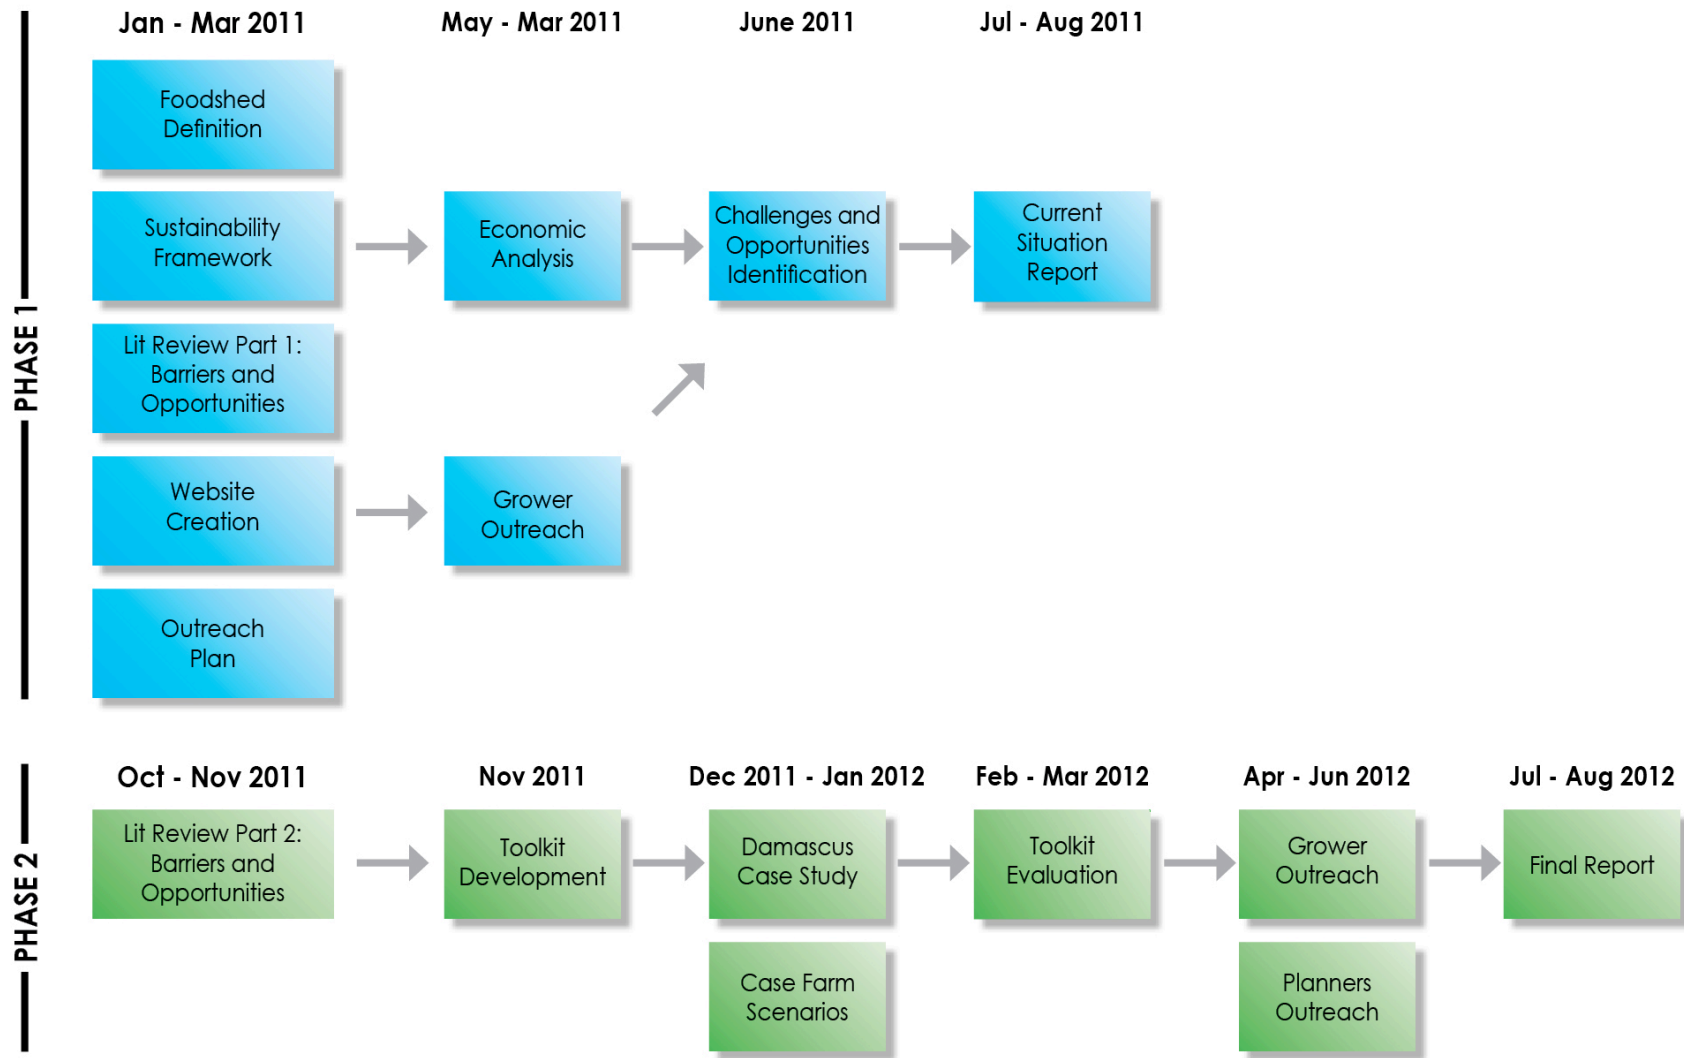 PHASE 1
Jan - Mar 2011
May - Mar 2011
June 2011
Jul - Aug 2011
Foodshed
Definition
Sustainability
Framework
Economic
Analysis
Challenges and
Opportunities
Identification
Current
Situation
Report
Lit Review Part 1:
Barriers and
Opportunities
Website
Creation
Grower
Outreach
Outreach
Plan
PHASE 2
Oct - Nov 2011
Nov 2011
Dec 2011 - Jan 2012
Feb - Mar 2012
Apr - Jun 2012
Jul - Aug 2012
Lit Review Part 2:
Barriers and
Opportunities
Toolkit
Development
Damascus
Case Study
Toolkit
Evaluation
Grower
Outreach
Final Report
Case Farm
Scenarios
Planners
Outreach